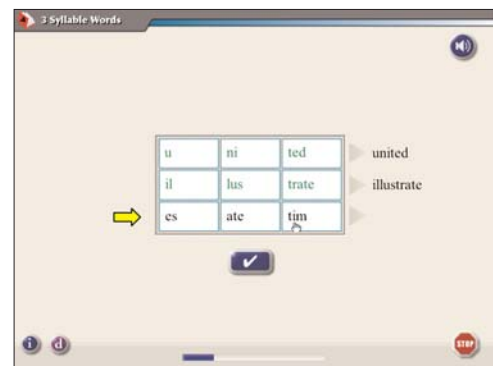 3 Syllable Words
u ni ted united
il lus trate illustrate
es ate tim
i d STOP